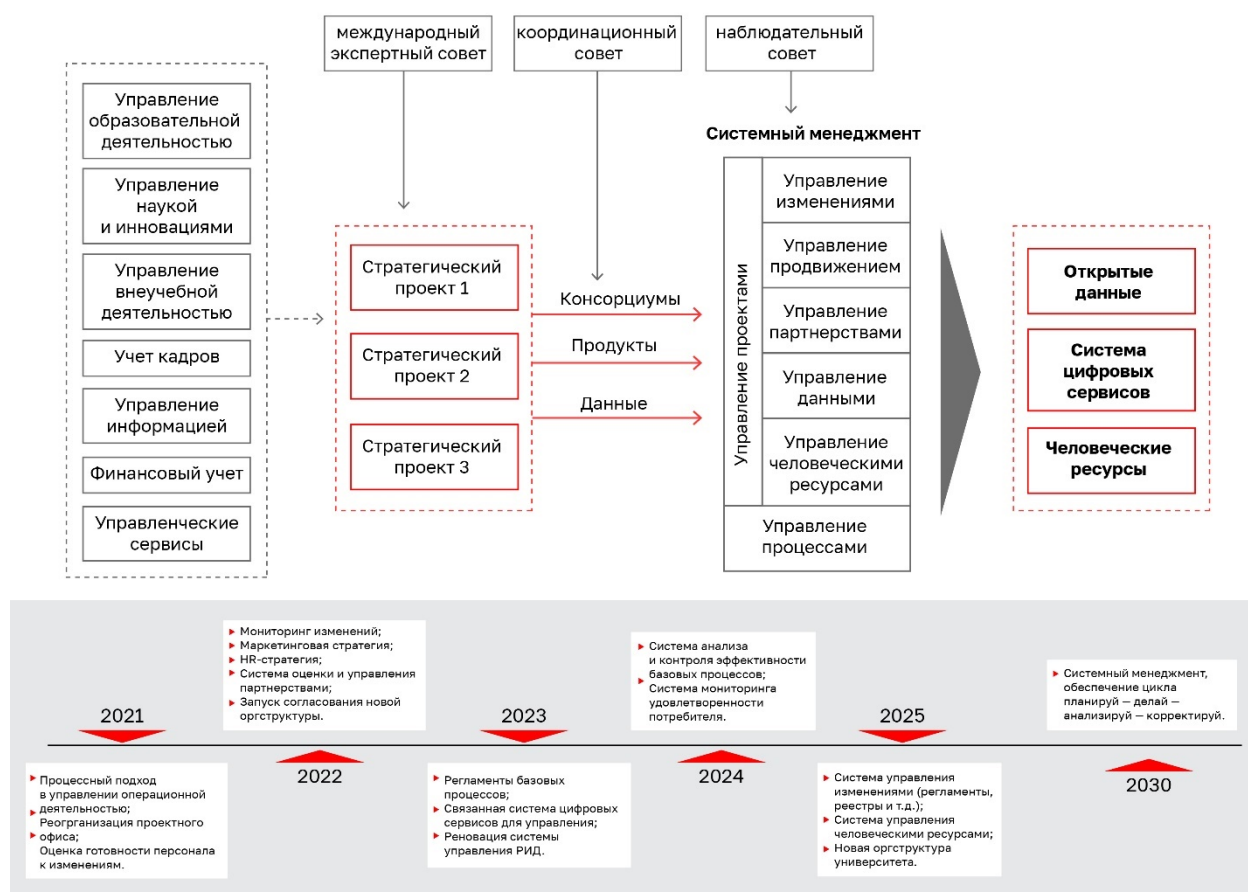 международный
экспертный совет
координационный
совет
наблюдательный
совет
Управление
образовательной
деятельностью
Управление
наукой
и инновациями
Управление
внеучебной
деятельностью
Учет кадров
Управление
информацией
Финансовый учет
Управленческие
сервисы
Стратегический
проект 1
Стратегический
проект 2
Стратегический
проект 3
Консорциумы
Продукты
Данные
Системный менеджмент
Управление проектами
Управление
изменениями
Управление
продвижением
Управление
партнерствами
Управление
данными
Управление
человеческими
ресурсами
Управление
процессами
Открытые
данные
Система
цифровых
сервисов
Человеческие
ресурсы
2021
Процессный подход
в управлении операционной
деятельностью;
Реорганизация проектного
офиса;
Оценка готовности персонала
к изменениям.
Мониторинг изменений;
Маркетинговая стратегия;
HR-стратегия;
Система оценки и управления
партнерствами;
Запуск согласования новой
оргструктуры.
2022
2023
Регламенты базовых
процессов;
Связанная система цифровых
сервисов для управления;
Реновация системы
управления РИД.
Система анализа
и контроля эффективности
базовых процессов;
Система мониторинга
удовлетворенности
потребителя.
2024
2025
Система управления
изменениями (регламенты,
реестры и т.д.);
Система управления
человеческими ресурсами;
Новая оргструктура
университета.
Системный менеджмент,
обеспечение цикла
планируй — делай —
анализируй — корректируй.
2030